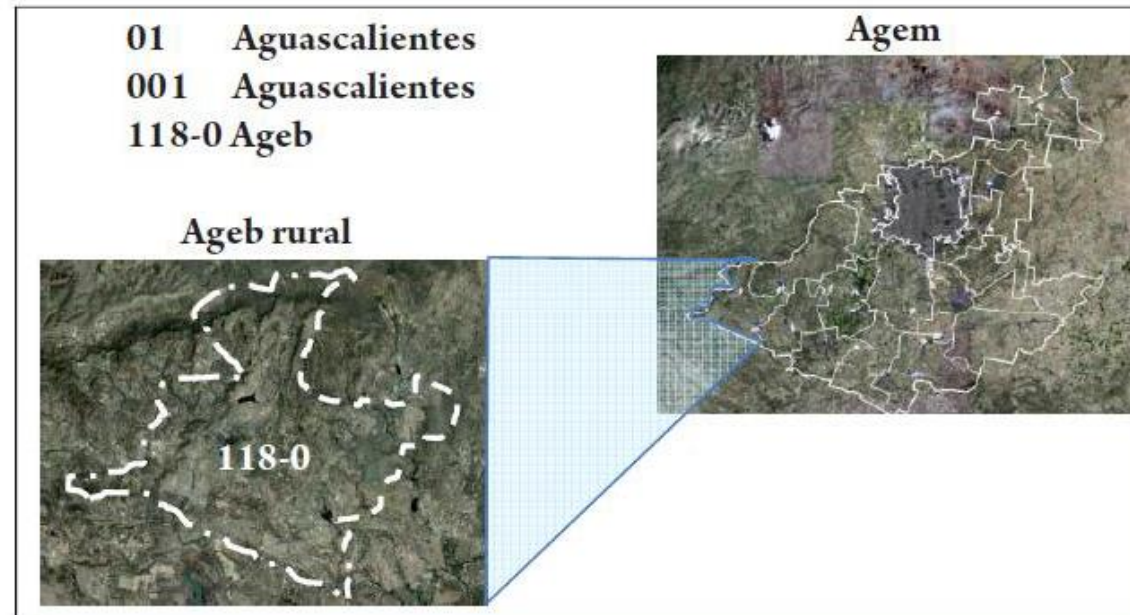 01 Aguascalientes
001 Aguascalientes
118-0 Ageb
Agem
Ageb rural
118-0